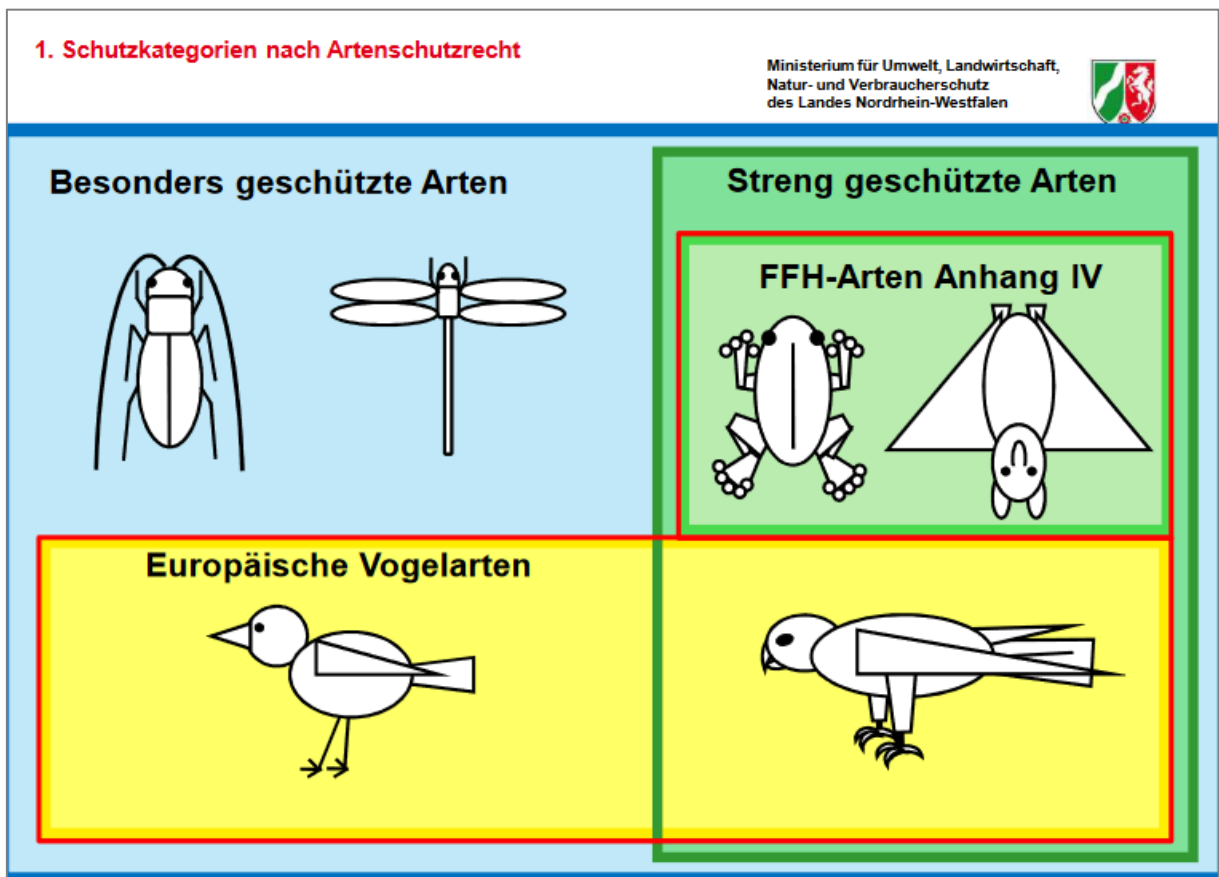 1. Schutzkategorien nach Artenschutzrecht
Ministerium für Umwelt, Landwirtschaft,
Natur- und Verbraucherschutz
des Landes Nordrhein-Westfalen
Besonders geschützte Arten
Streng geschützte Arten
FFH-Arten Anhang IV
Europäische Vogelarten